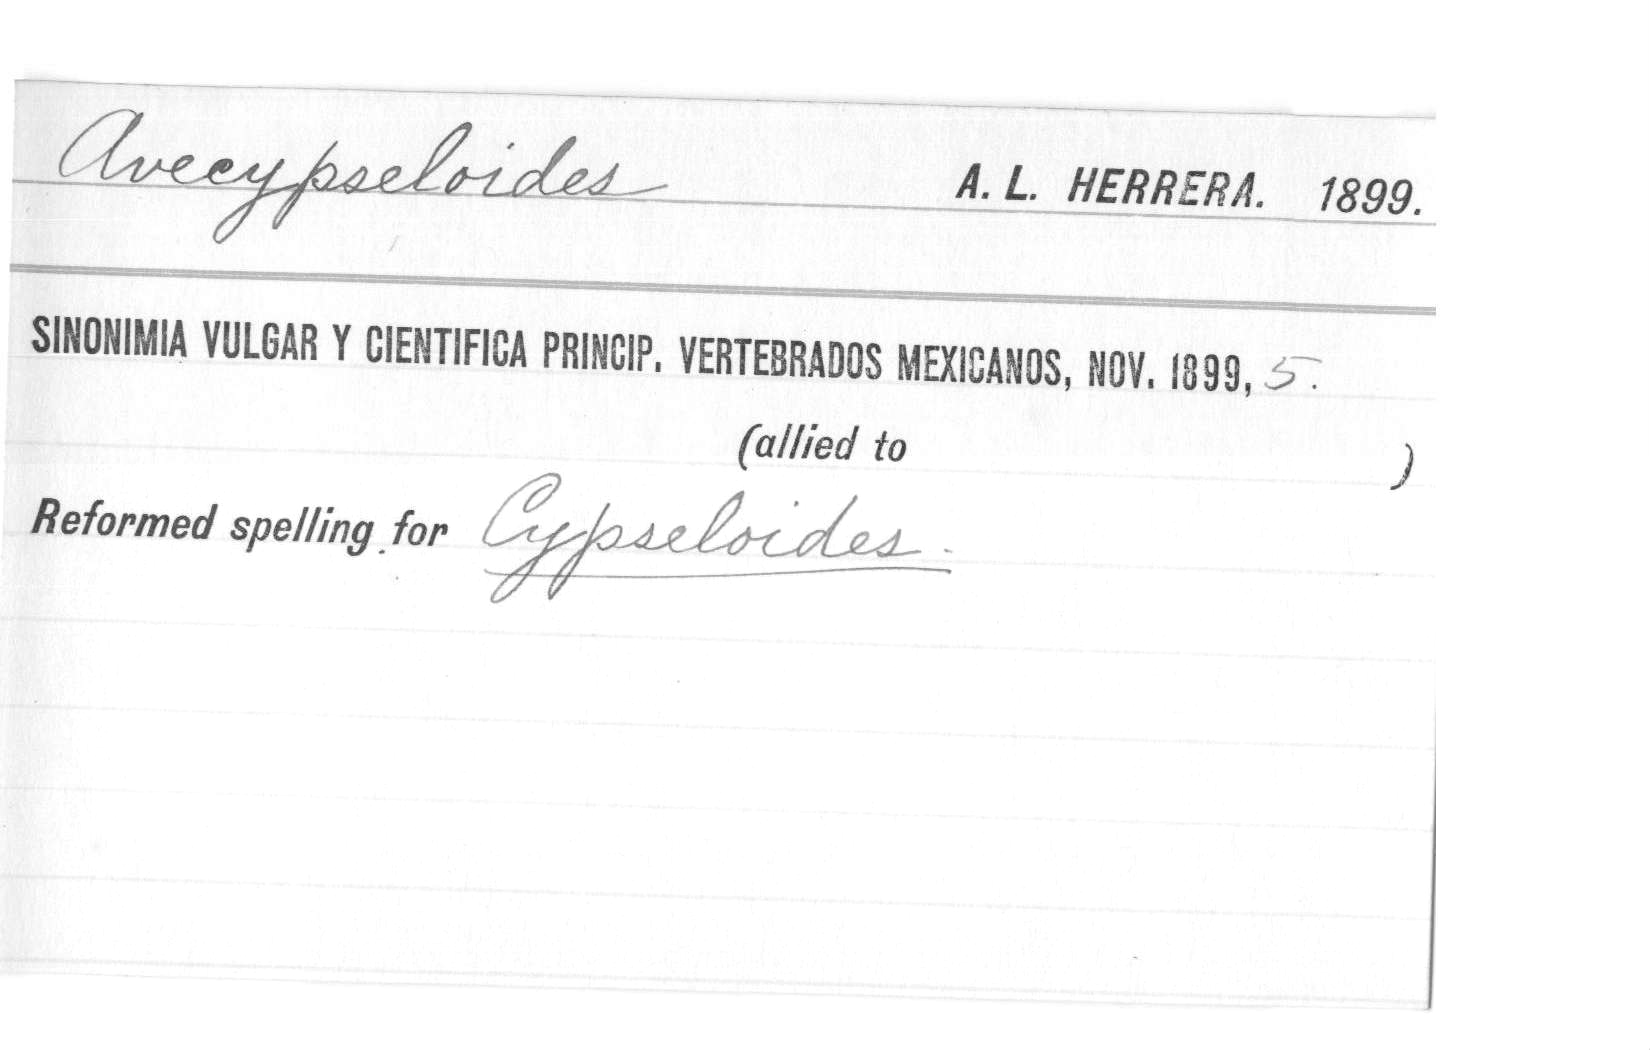 Avecypseloides A. L. HERRERA. 1899.
SINONIMIA VULGAR Y CIENTIFICA PRINCIP. VERTEBRADOS MEXICANOS, NOV. 1899, 5.
(allied to )
Reformed spelling for Cypseloides.